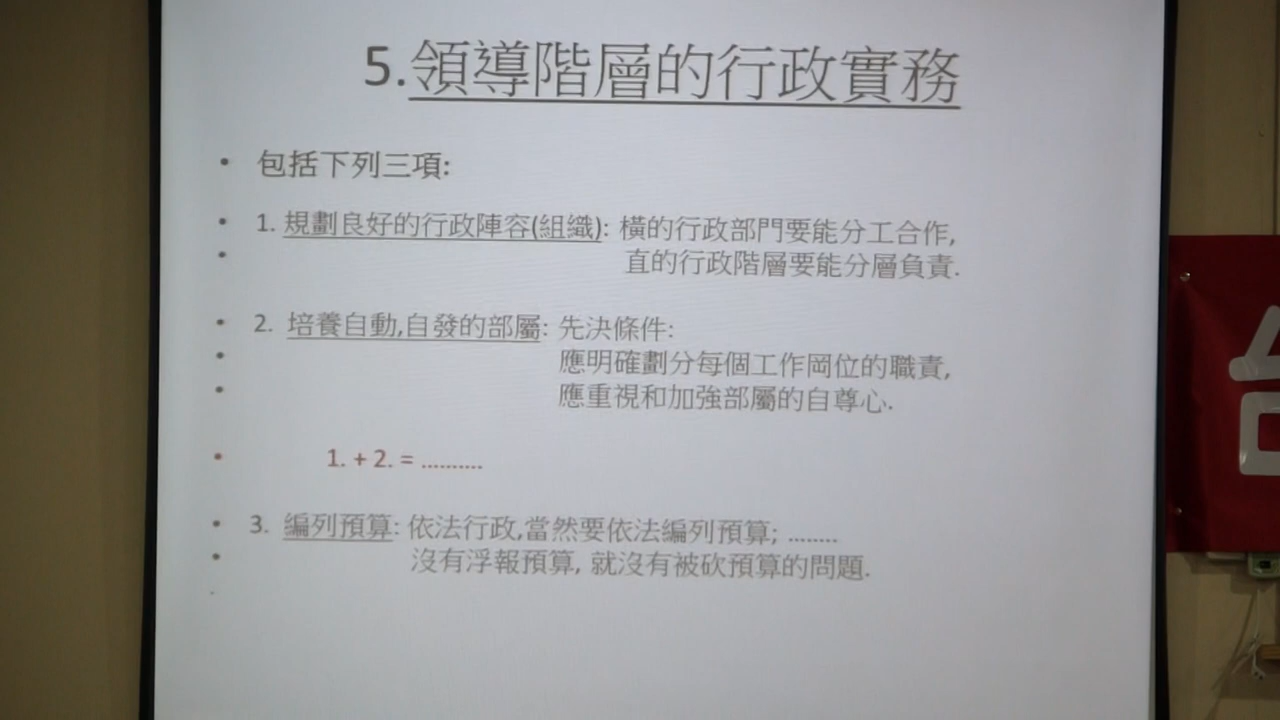 5.領導階層的行政實務
• 包括下列三項:
• 1. 規劃良好的行政陣容(組織): 橫的行政部門要能分工合作,
• 直的行政階層要能分層負責.
• 2. 培養自動,自發的部屬: 先決條件:
• 應明確劃分每個工作岡位的職責,
• 應重視和加強部屬的自尊心.
• 1. + 2. = ..........
• 3. 編列預算: 依法行政,當然要依法編列預算; ........
• 沒有浮報預算, 就沒有被砍預算的問題.